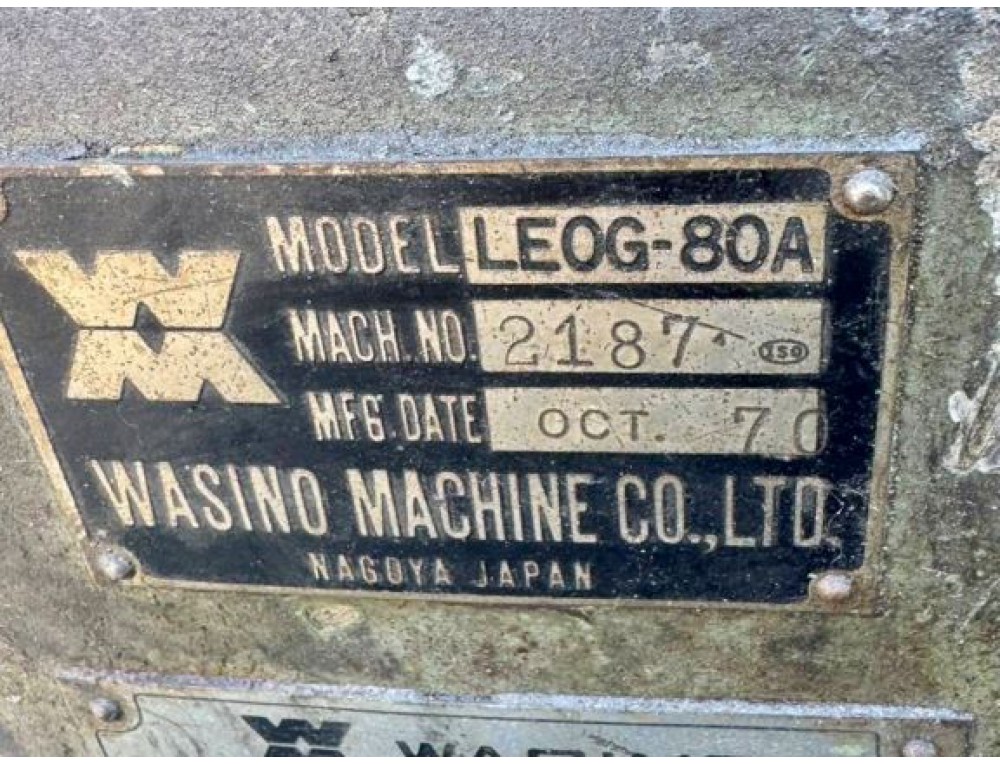 MODEL LEOG-80A
MACH. NO. 2187 ISO
MFG. DATE OCT. 70
WASINO MACHINE CO., LTD.
NAGOYA JAPAN